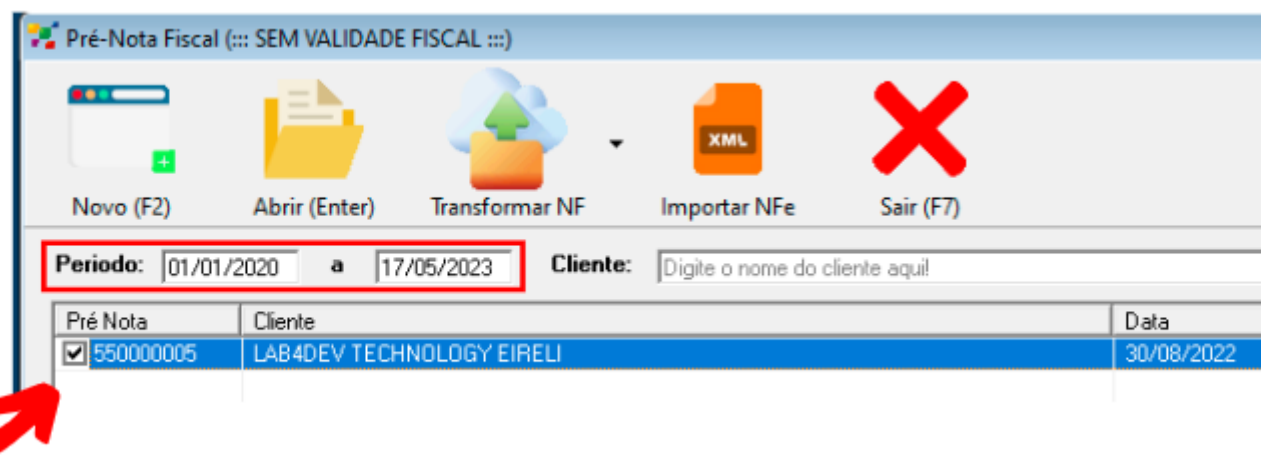 Pré-Nota Fiscal (::: SEM VALIDADE FISCAL :::)
XML
Novo (F2) Abrir (Enter) Transformar NF Importar NFe Sair (F7)
Periodo: 01/01/2020 a 17/05/2023 Cliente: Digite o nome do cliente aqui!
Pré Nota Cliente Data
550000005 LAB4DEV TECHNOLOGY EIRELI 30/08/2022